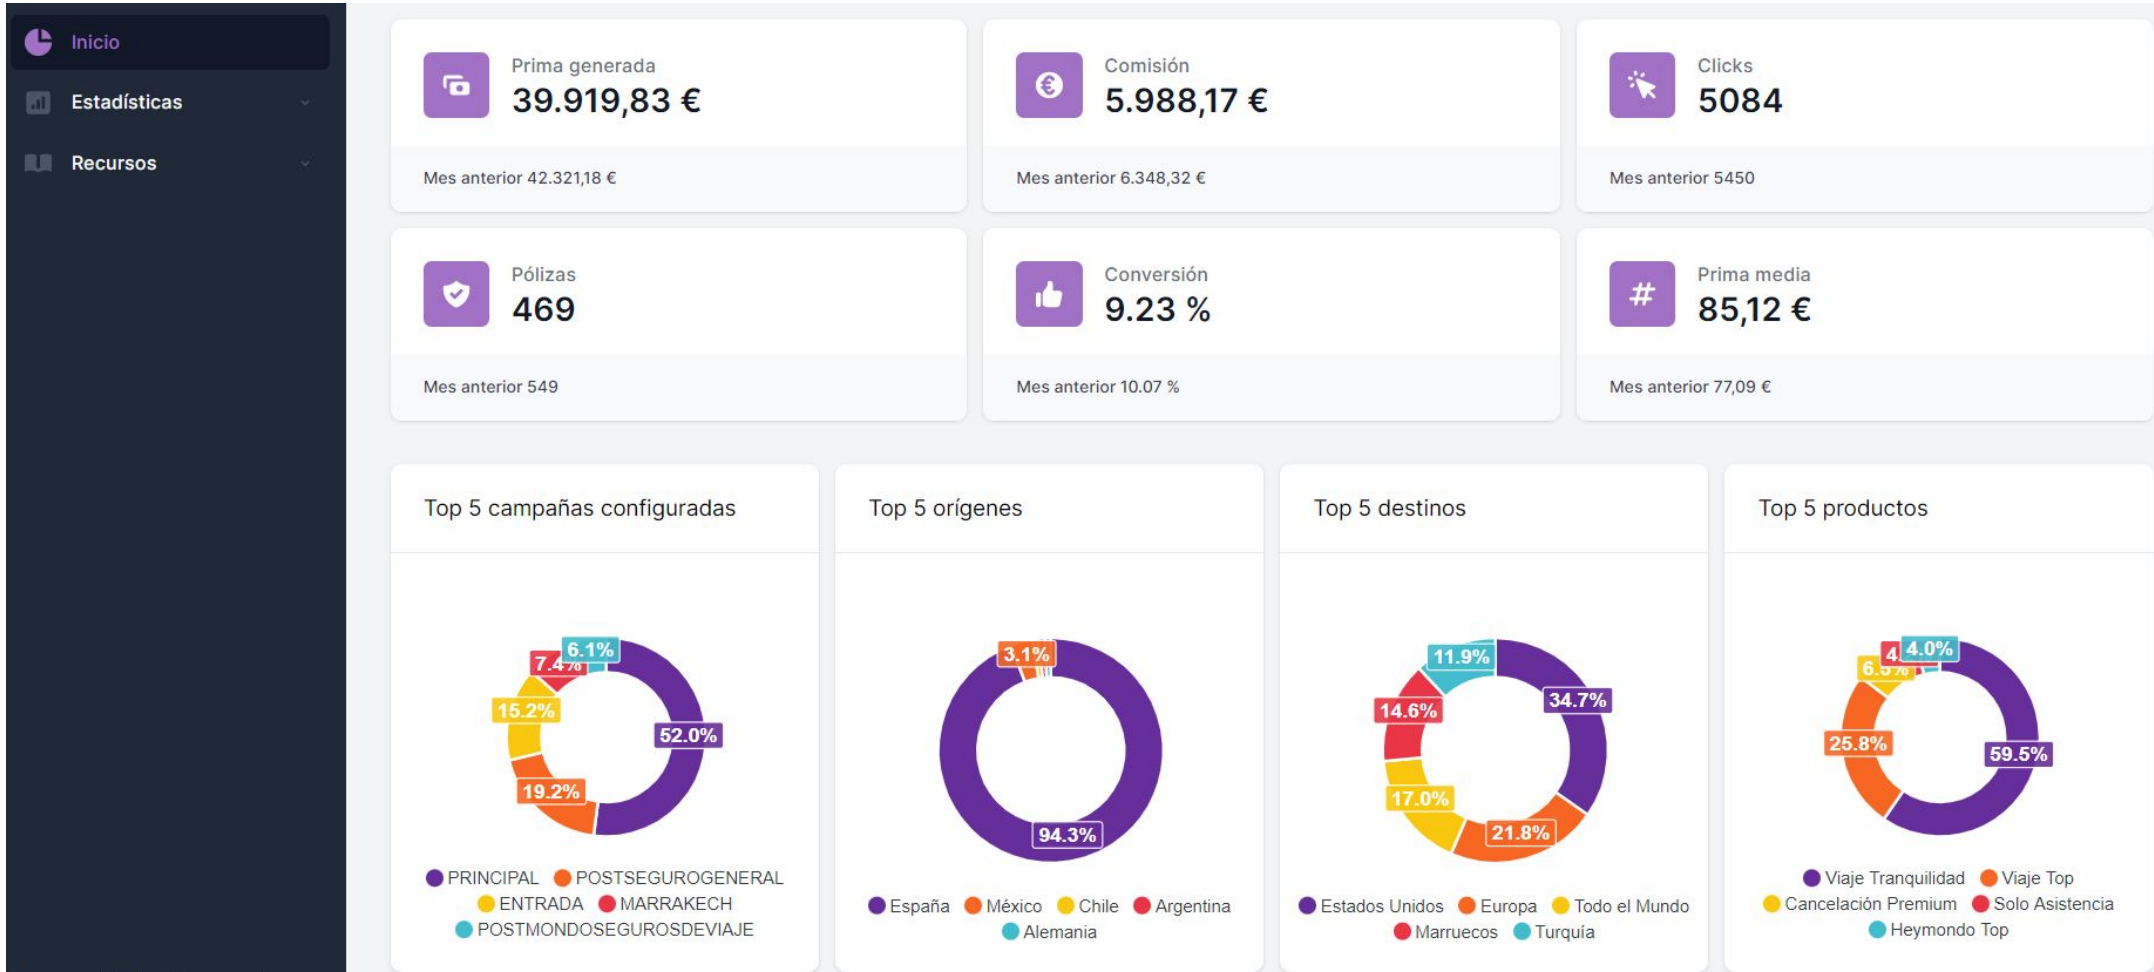 Inicio
Estadísticas
Recursos
Prima generada
39.919,83 €
Mes anterior 42.321,18 €
Comisión
5.988,17 €
Mes anterior 6.348,32 €
Clicks
5084
Mes anterior 5450
Pólizas
469
Mes anterior 549
Conversión
9.23 %
Mes anterior 10.07 %
#
Prima media
85,12 €
Mes anterior 77,09 €
Top 5 campañas configuradas
6.1%
7.4%
15.2%
52.0%
19.2%
PRINCIPAL POSTSEGUROGENERAL
ENTRADA MARRAKECH
POSTMONDOSEGUROSDEVIAJE
Top 5 orígenes
3.1%
94.3%
España México Chile Argentina
Alemania
Top 5 destinos
11.9%
34.7%
14.6%
17.0%
21.8%
Estados Unidos Europa Todo el Mundo
Marruecos Turquía
Top 5 productos
4.0%
6.5%
25.8%
59.5%
Viaje Tranquilidad Viaje Top
Cancelación Premium Solo Asistencia
Heymondo Top